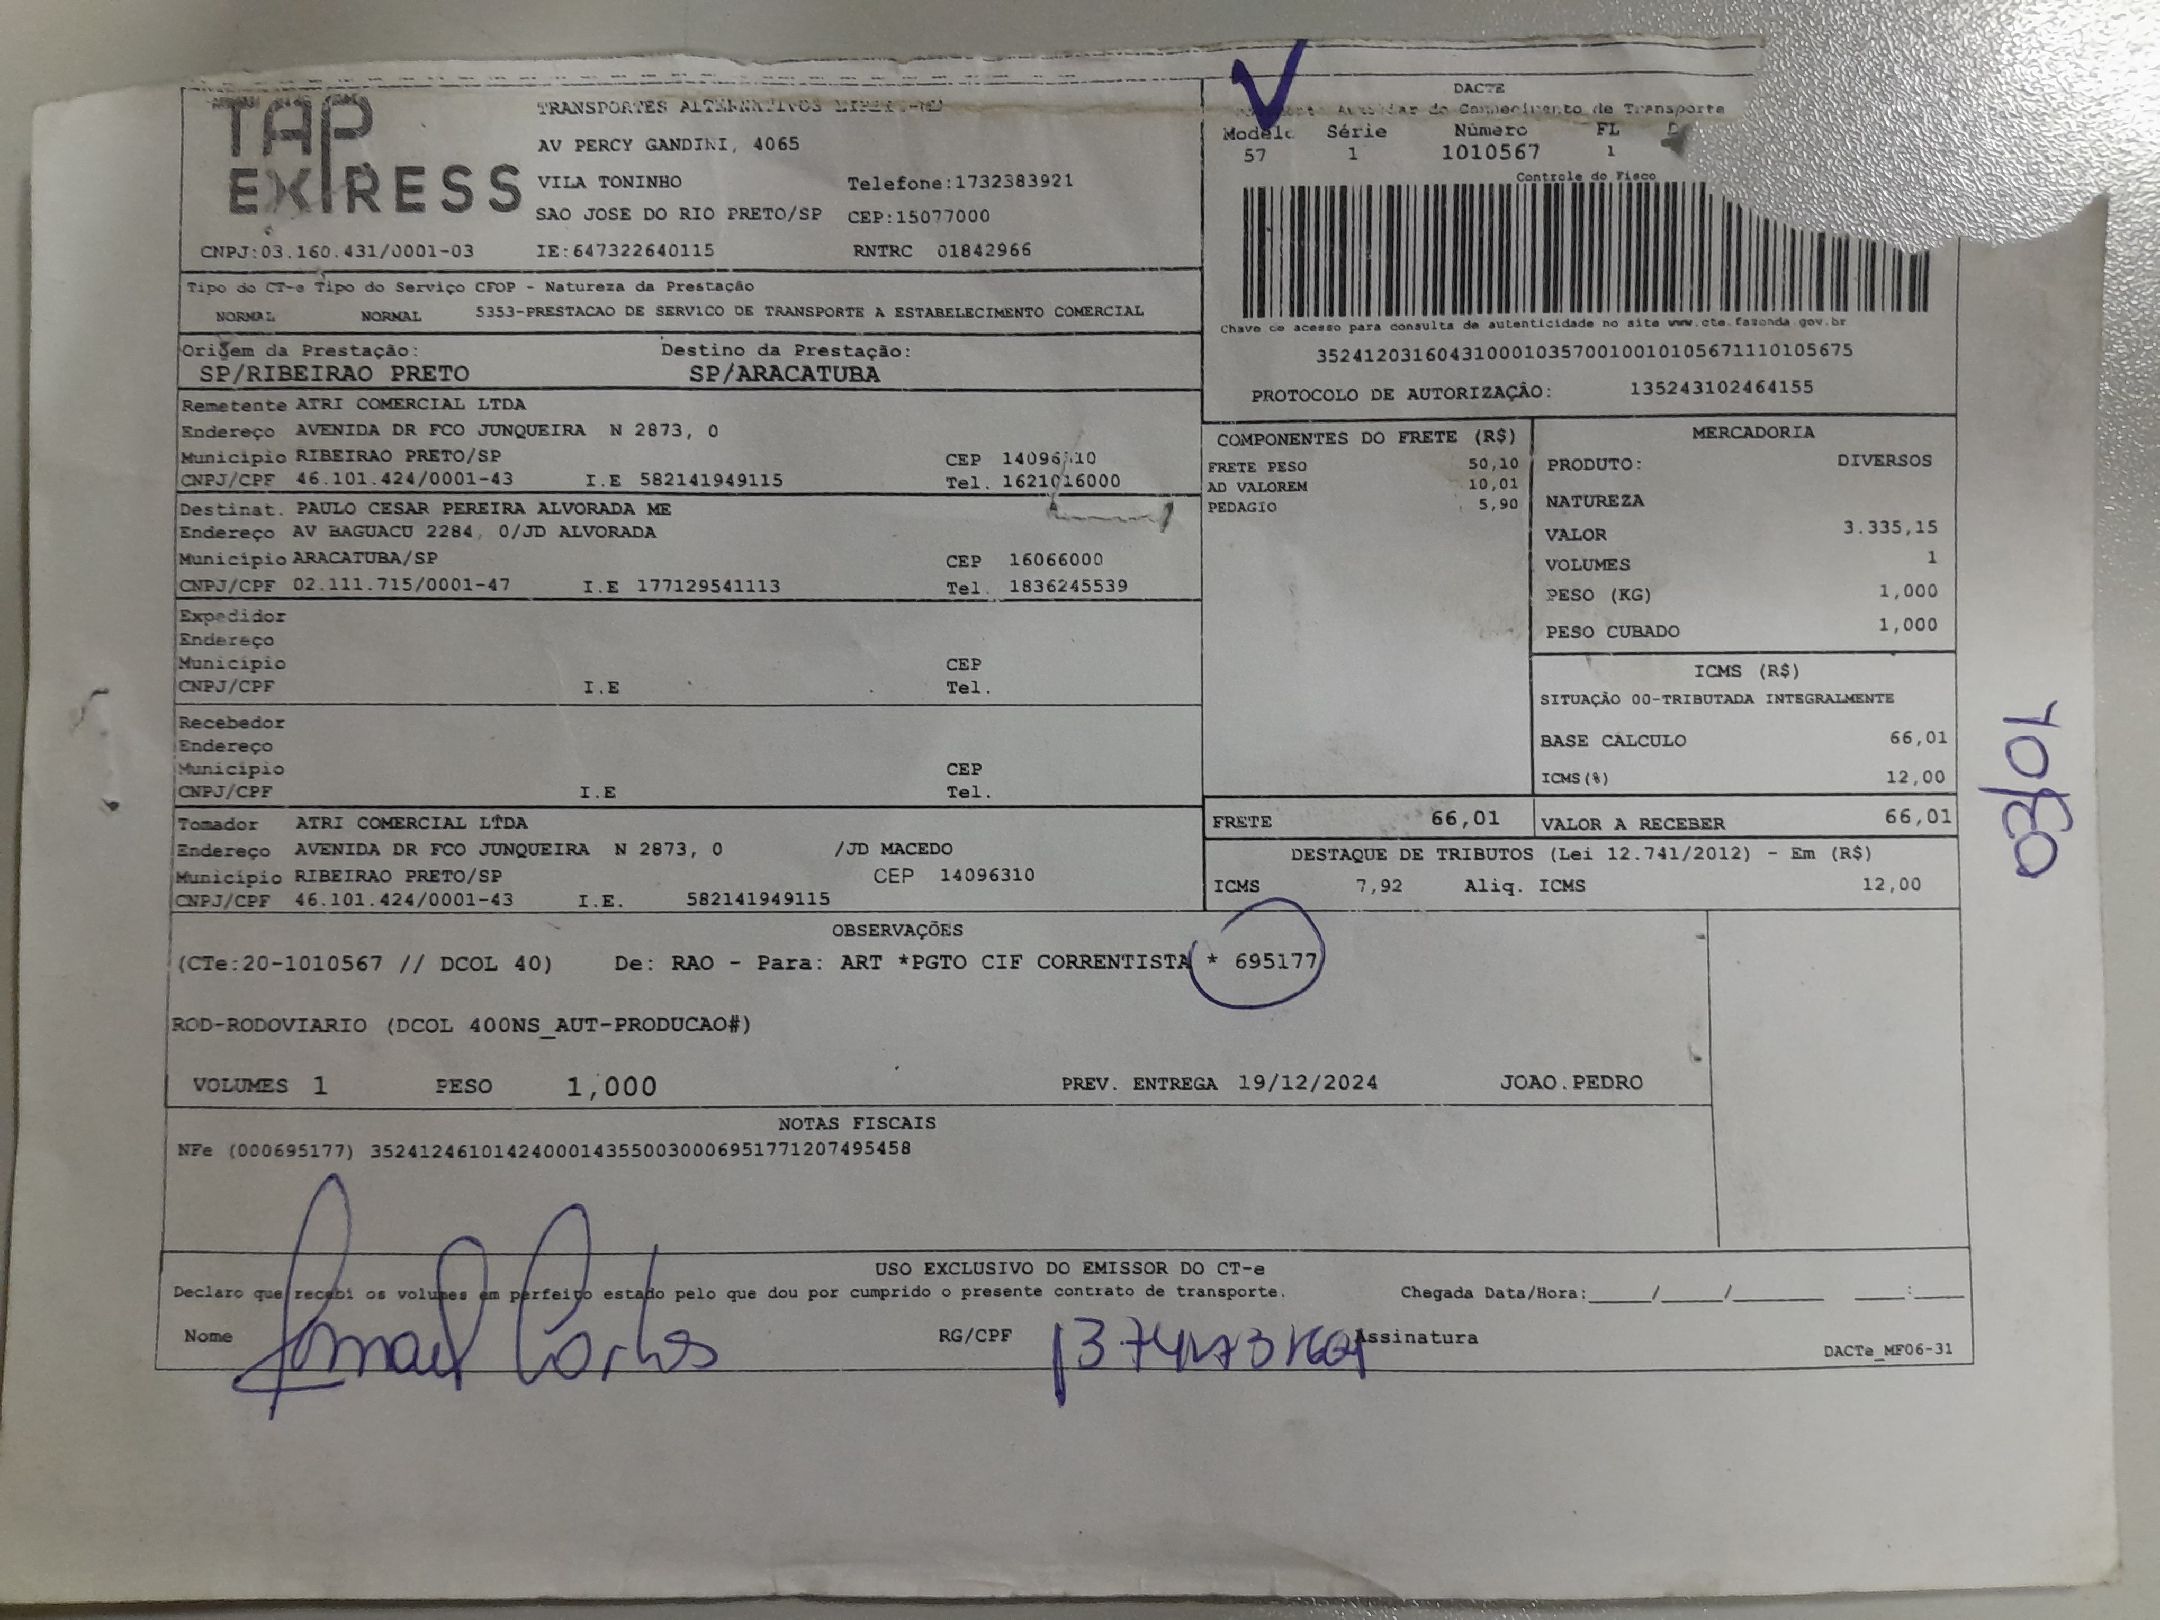 TAP
EXPRESS
TRANSPORTES ALTERNATIVOS
AV PERCY GANDINI, 4065
VILA TONINHO Telefone:1732383921
SAO JOSE DO RIO PRETO/SP CEP:15077000
CNPJ:03.160.431/0001-03 IE:647322640115 RNTRC 01842966
DACTE
Auxiliar do Conhecimento de Transporte
Modelo Série Número FL
57 1 1010567 1
Controle do Fisco
Chave de acesso para consulta de autenticidade no site www.cte.fazenda.gov.br
35241203160431000103570010010105671110105675
PROTOCOLO DE AUTORIZAÇÃO: 135243102464155
Tipo do CT-e Tipo do Serviço CFOP - Natureza da Prestação
NORMAL NORMAL 5353-PRESTACAO DE SERVICO DE TRANSPORTE A ESTABELECIMENTO COMERCIAL
Origem da Prestação: Destino da Prestação:
SP/RIBEIRAO PRETO SP/ARACATUBA
Remetente ATRI COMERCIAL LTDA
Endereço AVENIDA DR FCO JUNQUEIRA N 2873, 0
Município RIBEIRAO PRETO/SP CEP 14096310
CNPJ/CPF 46.101.424/0001-43 I.E 582141949115 Tel. 1621016000
Destinat. PAULO CESAR PEREIRA ALVORADA ME
Endereço AV BAGUACU 2284, 0/JD ALVORADA
Município ARACATUBA/SP CEP 16066000
CNPJ/CPF 02.111.715/0001-47 I.E 177129541113 Tel. 1836245539
Expedidor
Endereço
Município CEP
CNPJ/CPF I.E Tel.
Recebedor
Endereço
Município CEP
CNPJ/CPF I.E Tel.
Tomador ATRI COMERCIAL LTDA
Endereço AVENIDA DR FCO JUNQUEIRA N 2873, 0 /JD MACEDO
Município RIBEIRAO PRETO/SP CEP 14096310
CNPJ/CPF 46.101.424/0001-43 I.E. 582141949115
COMPONENTES DO FRETE (R$)
FRETE PESO 50,10
AD VALOREM 10,01
PEDAGIO 5,90
MERCADORIA
PRODUTO: DIVERSOS
NATUREZA
VALOR 3.335,15
VOLUMES 1
PESO (KG) 1,000
PESO CUBADO 1,000
ICMS (R$)
SITUAÇÃO 00-TRIBUTADA INTEGRALMENTE
BASE CALCULO 66,01
ICMS(%) 12,00
FRETE 66,01 VALOR A RECEBER 66,01
DESTAQUE DE TRIBUTOS (Lei 12.741/2012) - Em (R$)
ICMS 7,92 Aliq. ICMS 12,00
OBSERVAÇÕES
(CTe:20-1010567 // DCOL 40) De: RAO - Para: ART *PGTO CIF CORRENTISTA * 695177
ROD-RODOVIARIO (DCOL 400NS_AUT-PRODUCAO#)
VOLUMES 1 PESO 1,000 PREV. ENTREGA 19/12/2024 JOAO.PEDRO
NOTAS FISCAIS
NFe (000695177) 35241246101424000143550030006951771207495458
USO EXCLUSIVO DO EMISSOR DO CT-e
Declaro que recebi os volumes em perfeito estado pelo que dou por cumprido o presente contrato de transporte. Chegada Data/Hora:_____/_____/_______ ____:____
Nome Carlos RG/CPF Assinatura
DACTe_MF06-31